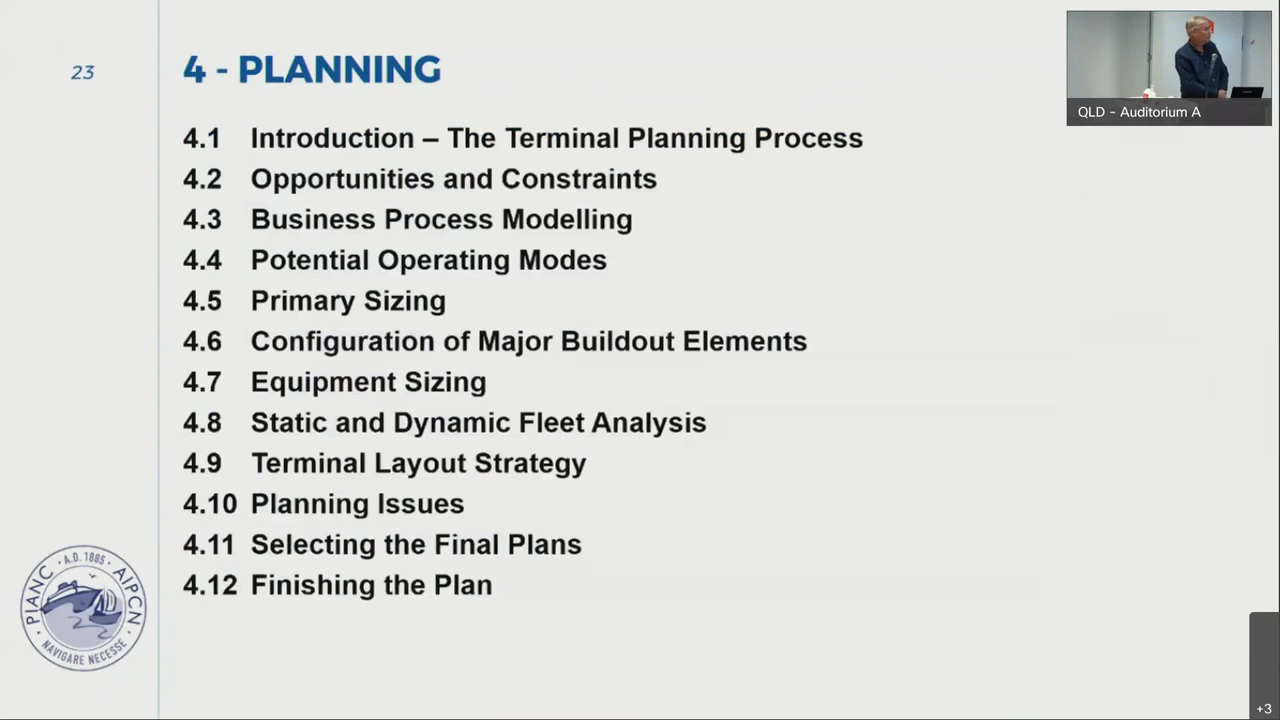 23
4 - PLANNING
4.1 Introduction – The Terminal Planning Process
4.2 Opportunities and Constraints
4.3 Business Process Modelling
4.4 Potential Operating Modes
4.5 Primary Sizing
4.6 Configuration of Major Buildout Elements
4.7 Equipment Sizing
4.8 Static and Dynamic Fleet Analysis
4.9 Terminal Layout Strategy
4.10 Planning Issues
4.11 Selecting the Final Plans
4.12 Finishing the Plan
QLD - Auditorium A
PIANC · A.D. 1885 · AIPCN
· NAVIGARE NECESSE ·
+3